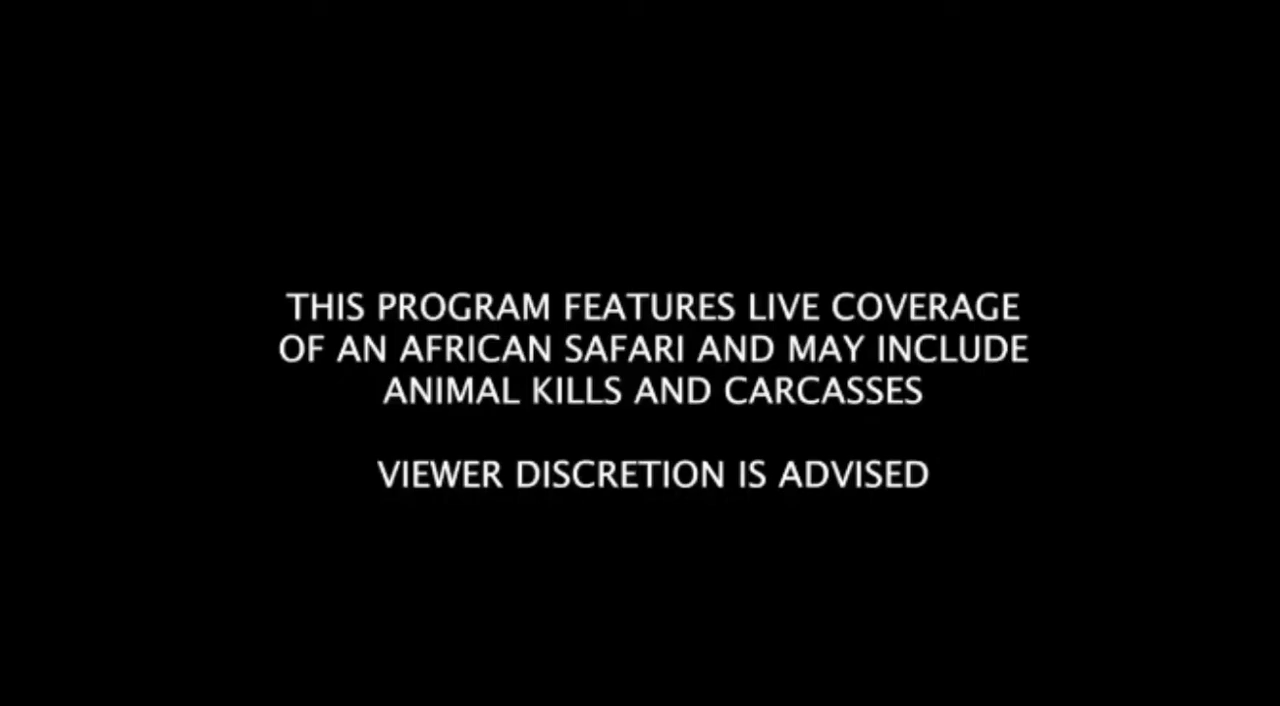 THIS PROGRAM FEATURES LIVE COVERAGE
OF AN AFRICAN SAFARI AND MAY INCLUDE
ANIMAL KILLS AND CARCASSES
VIEWER DISCRETION IS ADVISED